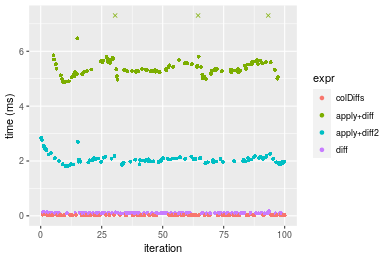 time (ms)
6
4
2
0
0
25
50
75
100
iteration
expr
colDiffs
apply+diff
apply+diff2
diff